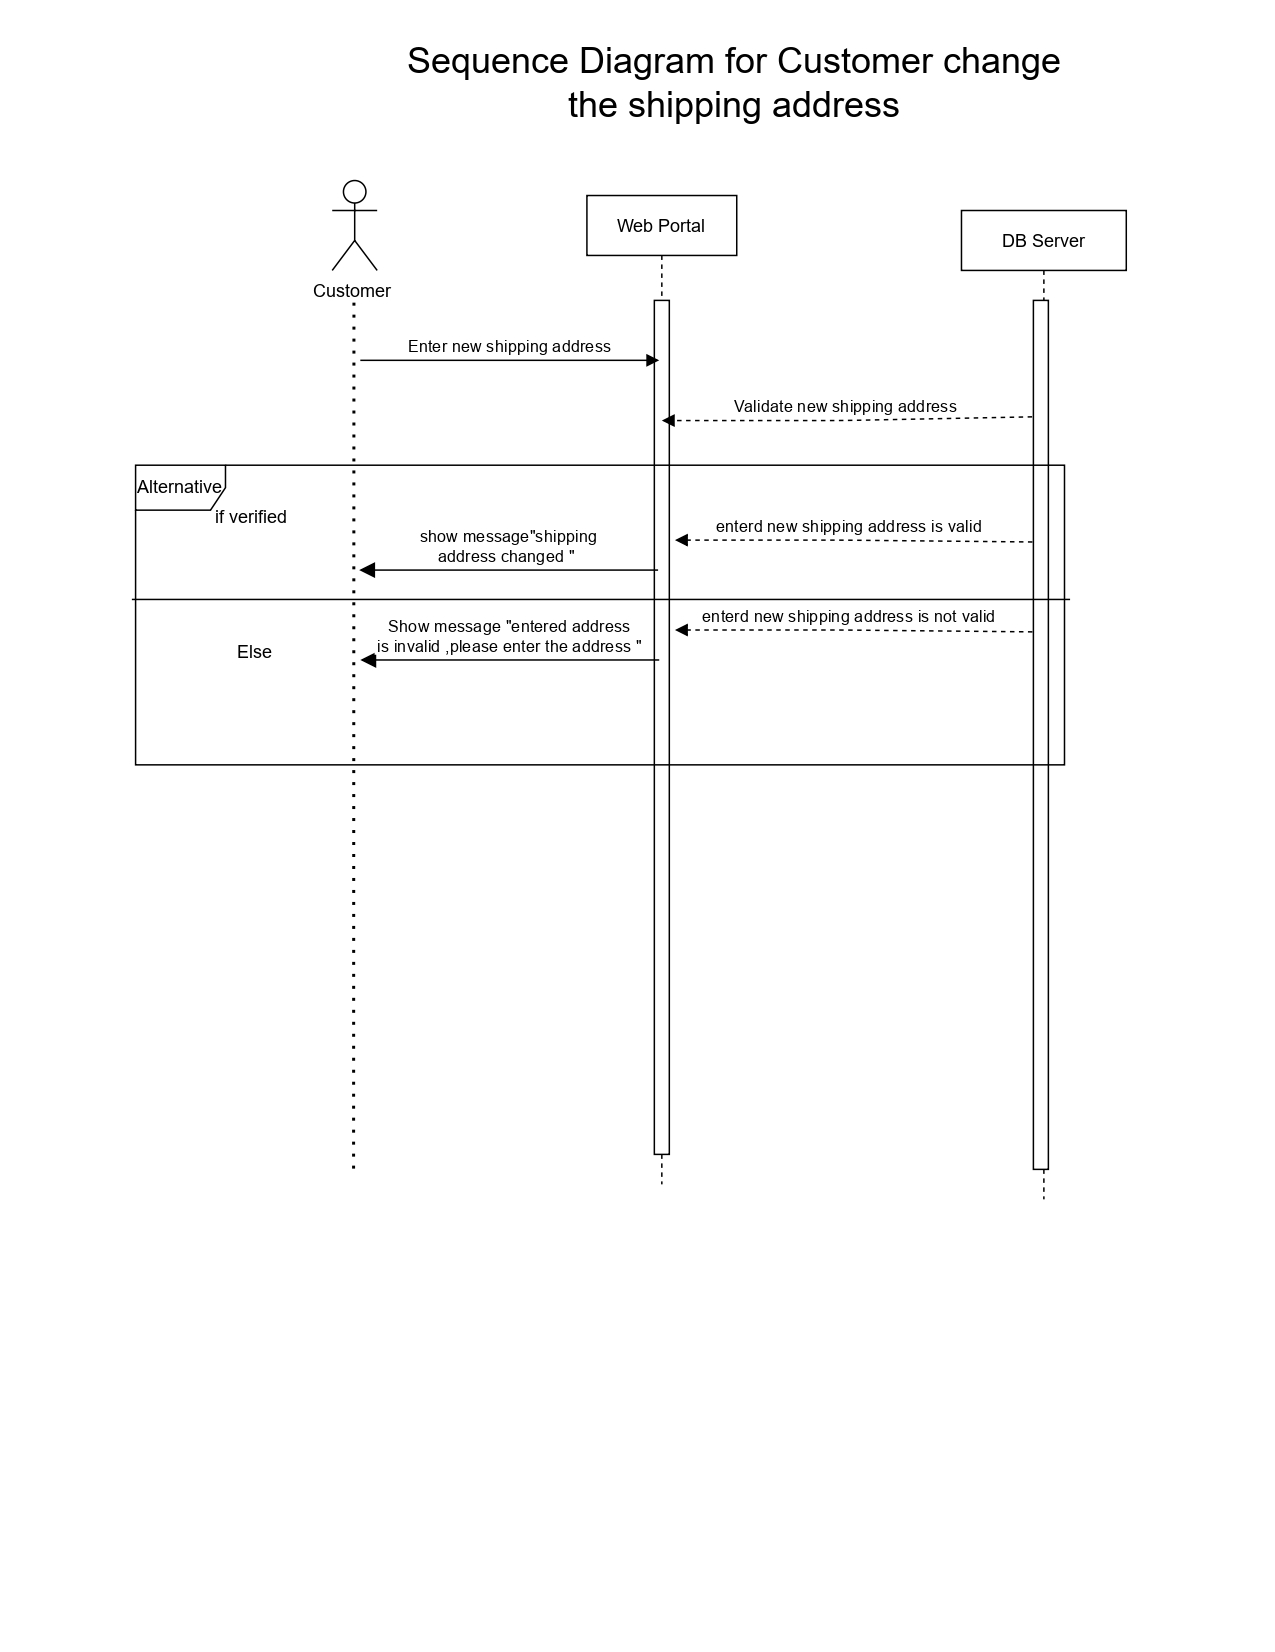 Sequence Diagram for Customer change
the shipping address
Customer
Web Portal
DB Server
Enter new shipping address
Validate new shipping address
Alternative
if verified
show message"shipping
address changed "
enterd new shipping address is valid
Else
Show message "entered address
is invalid ,please enter the address "
enterd new shipping address is not valid